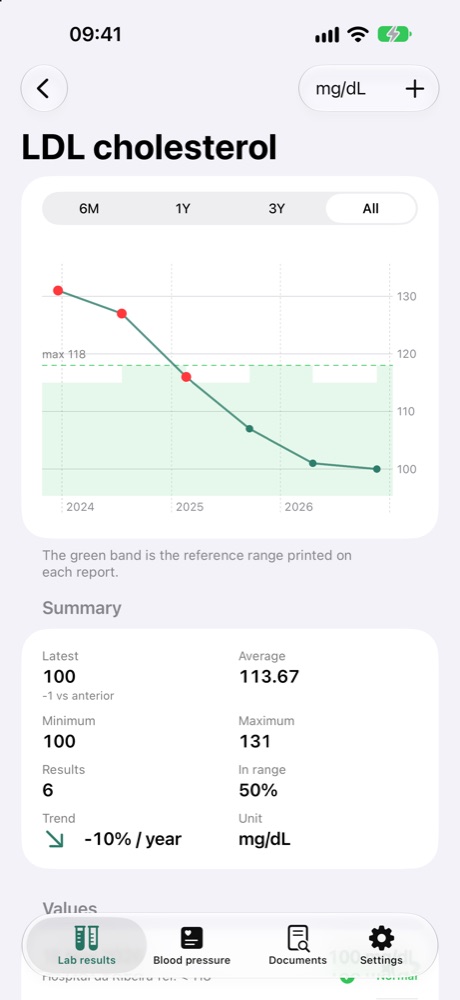 09:41
mg/dL +
LDL cholesterol
6M 1Y 3Y All
130
max 118
120
110
100
2024 2025 2026
The green band is the reference range printed on
each report.
Summary
Latest Average
100 113.67
-1 vs anterior
Minimum Maximum
100 131
Results In range
6 50%
Trend Unit
-10% / year mg/dL
Values
Lab results Blood pressure Documents Settings